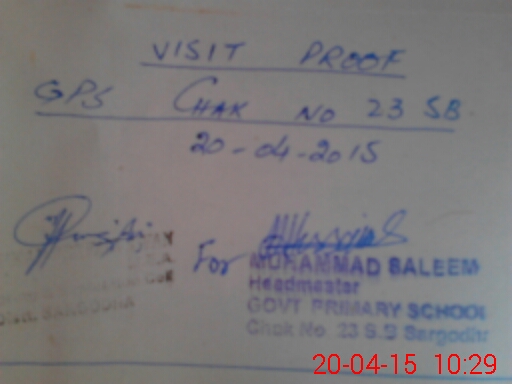 VISIT PROOF
GPS CHAK NO 23 SB
20-04-2015
For
MUHAMMAD SALEEM
Headmaster
GOVT PRIMARY SCHOOL
Chak No. 23 S.B Sargodha
SARGODHA
20-04-15 10:29